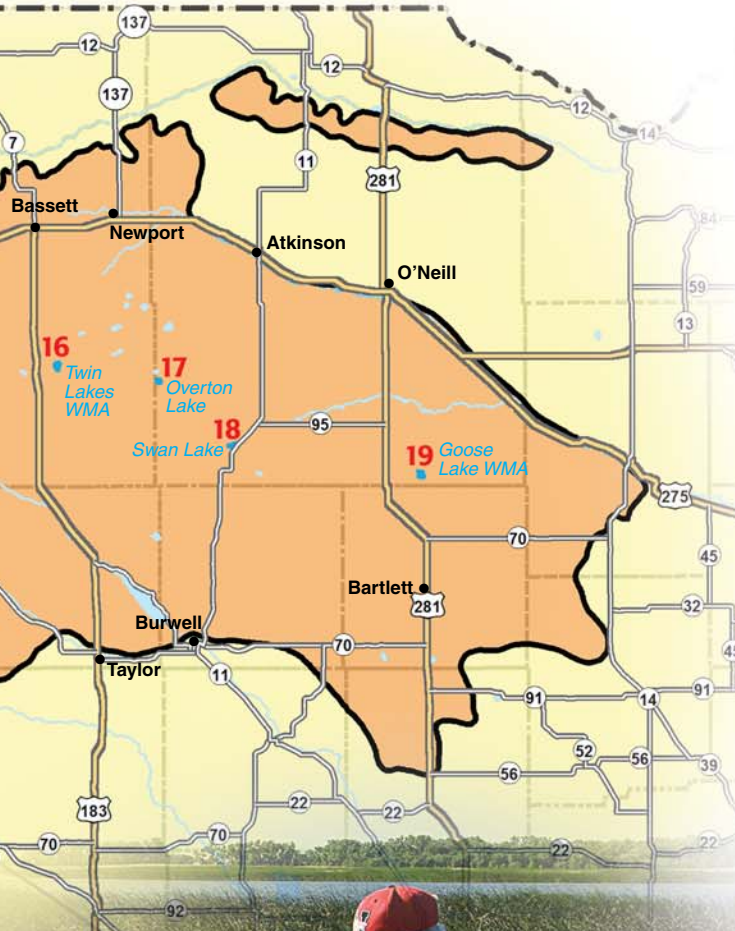 137
12
12
137
12
14
7
11
281
Bassett
84
Newport
Atkinson
O'Neill
59
13
16
Twin
Lakes
WMA
17
Overton
Lake
95
18
Swan Lake
19
Goose
Lake WMA
275
70
45
Bartlett
281
32
Burwell
70
Taylor
11
91
14
91
52
56
56
39
183
22
22
70
70
22
22
92